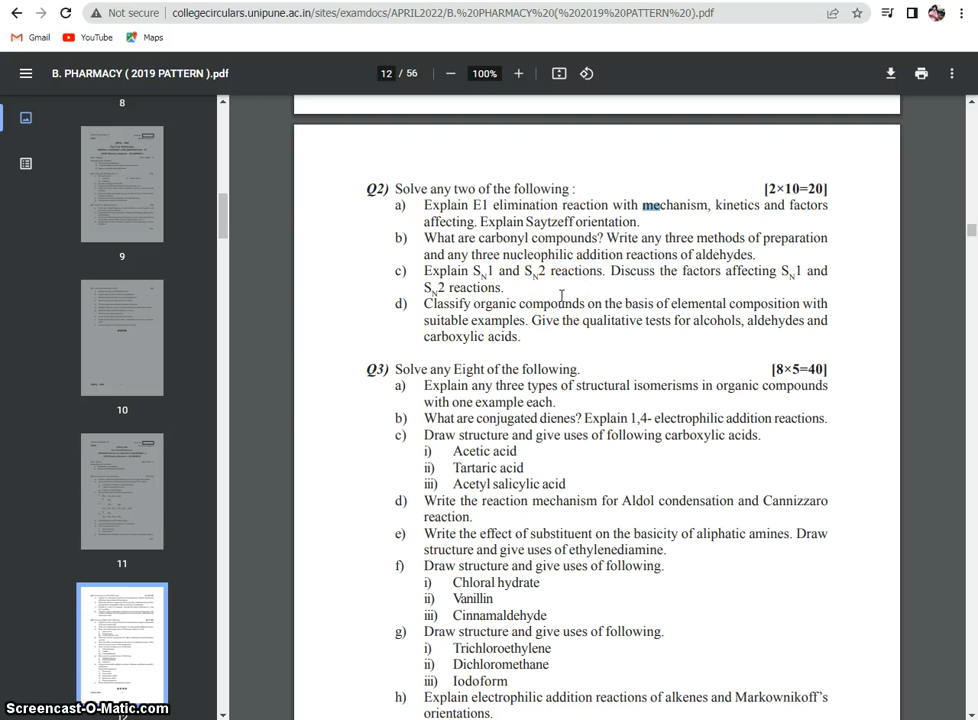 Not secure | collegecirculars.unipune.ac.in/sites/examdocs/APRIL2022/B.%20PHARMACY%20(%202019%20PATTERN%20).pdf
Gmail YouTube Maps
B. PHARMACY ( 2019 PATTERN ).pdf 12 / 56 100%
8
9
10
11
12
Q2) Solve any two of the following : [2×10=20]
a) Explain E1 elimination reaction with mechanism, kinetics and factors
affecting. Explain Saytzeff orientation.
b) What are carbonyl compounds? Write any three methods of preparation
and any three nucleophilic addition reactions of aldehydes.
c) Explain SN1 and SN2 reactions. Discuss the factors affecting SN1 and
SN2 reactions.
d) Classify organic compounds on the basis of elemental composition with
suitable examples. Give the qualitative tests for alcohols, aldehydes and
carboxylic acids.
Q3) Solve any Eight of the following. [8×5=40]
a) Explain any three types of structural isomerisms in organic compounds
with one example each.
b) What are conjugated dienes? Explain 1,4- electrophilic addition reactions.
c) Draw structure and give uses of following carboxylic acids.
i) Acetic acid
ii) Tartaric acid
iii) Acetyl salicylic acid
d) Write the reaction mechanism for Aldol condensation and Cannizzaro
reaction.
e) Write the effect of substituent on the basicity of aliphatic amines. Draw
structure and give uses of ethylenediamine.
f) Draw structure and give uses of following.
i) Chloral hydrate
ii) Vanillin
iii) Cinnamaldehyde
g) Draw structure and give uses of following.
i) Trichloroethylene
ii) Dichloromethane
iii) Iodoform
h) Explain electrophilic addition reactions of alkenes and Markownikoff's
orientations.
Screencast-O-Matic.com